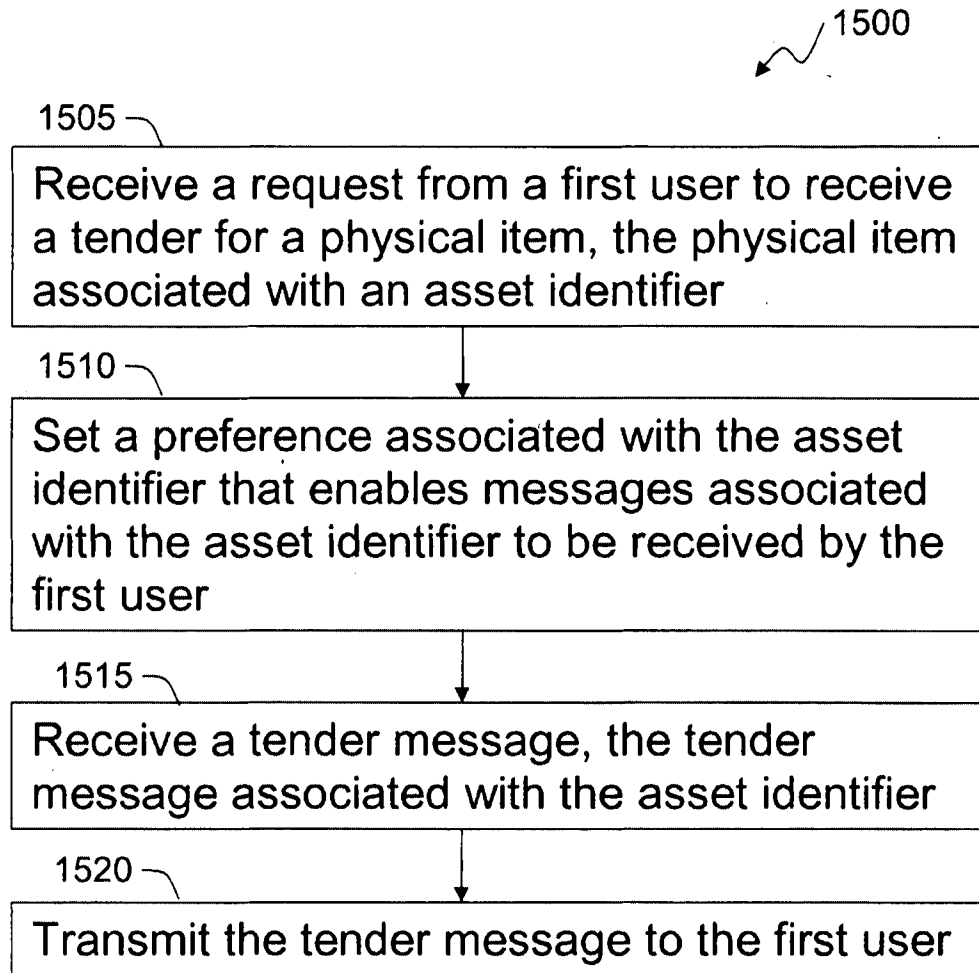 1500
1505
Receive a request from a first user to receive
a tender for a physical item, the physical item
associated with an asset identifier
1510
Set a preference associated with the asset
identifier that enables messages associated
with the asset identifier to be received by the
first user
1515
Receive a tender message, the tender
message associated with the asset identifier
1520
Transmit the tender message to the first user